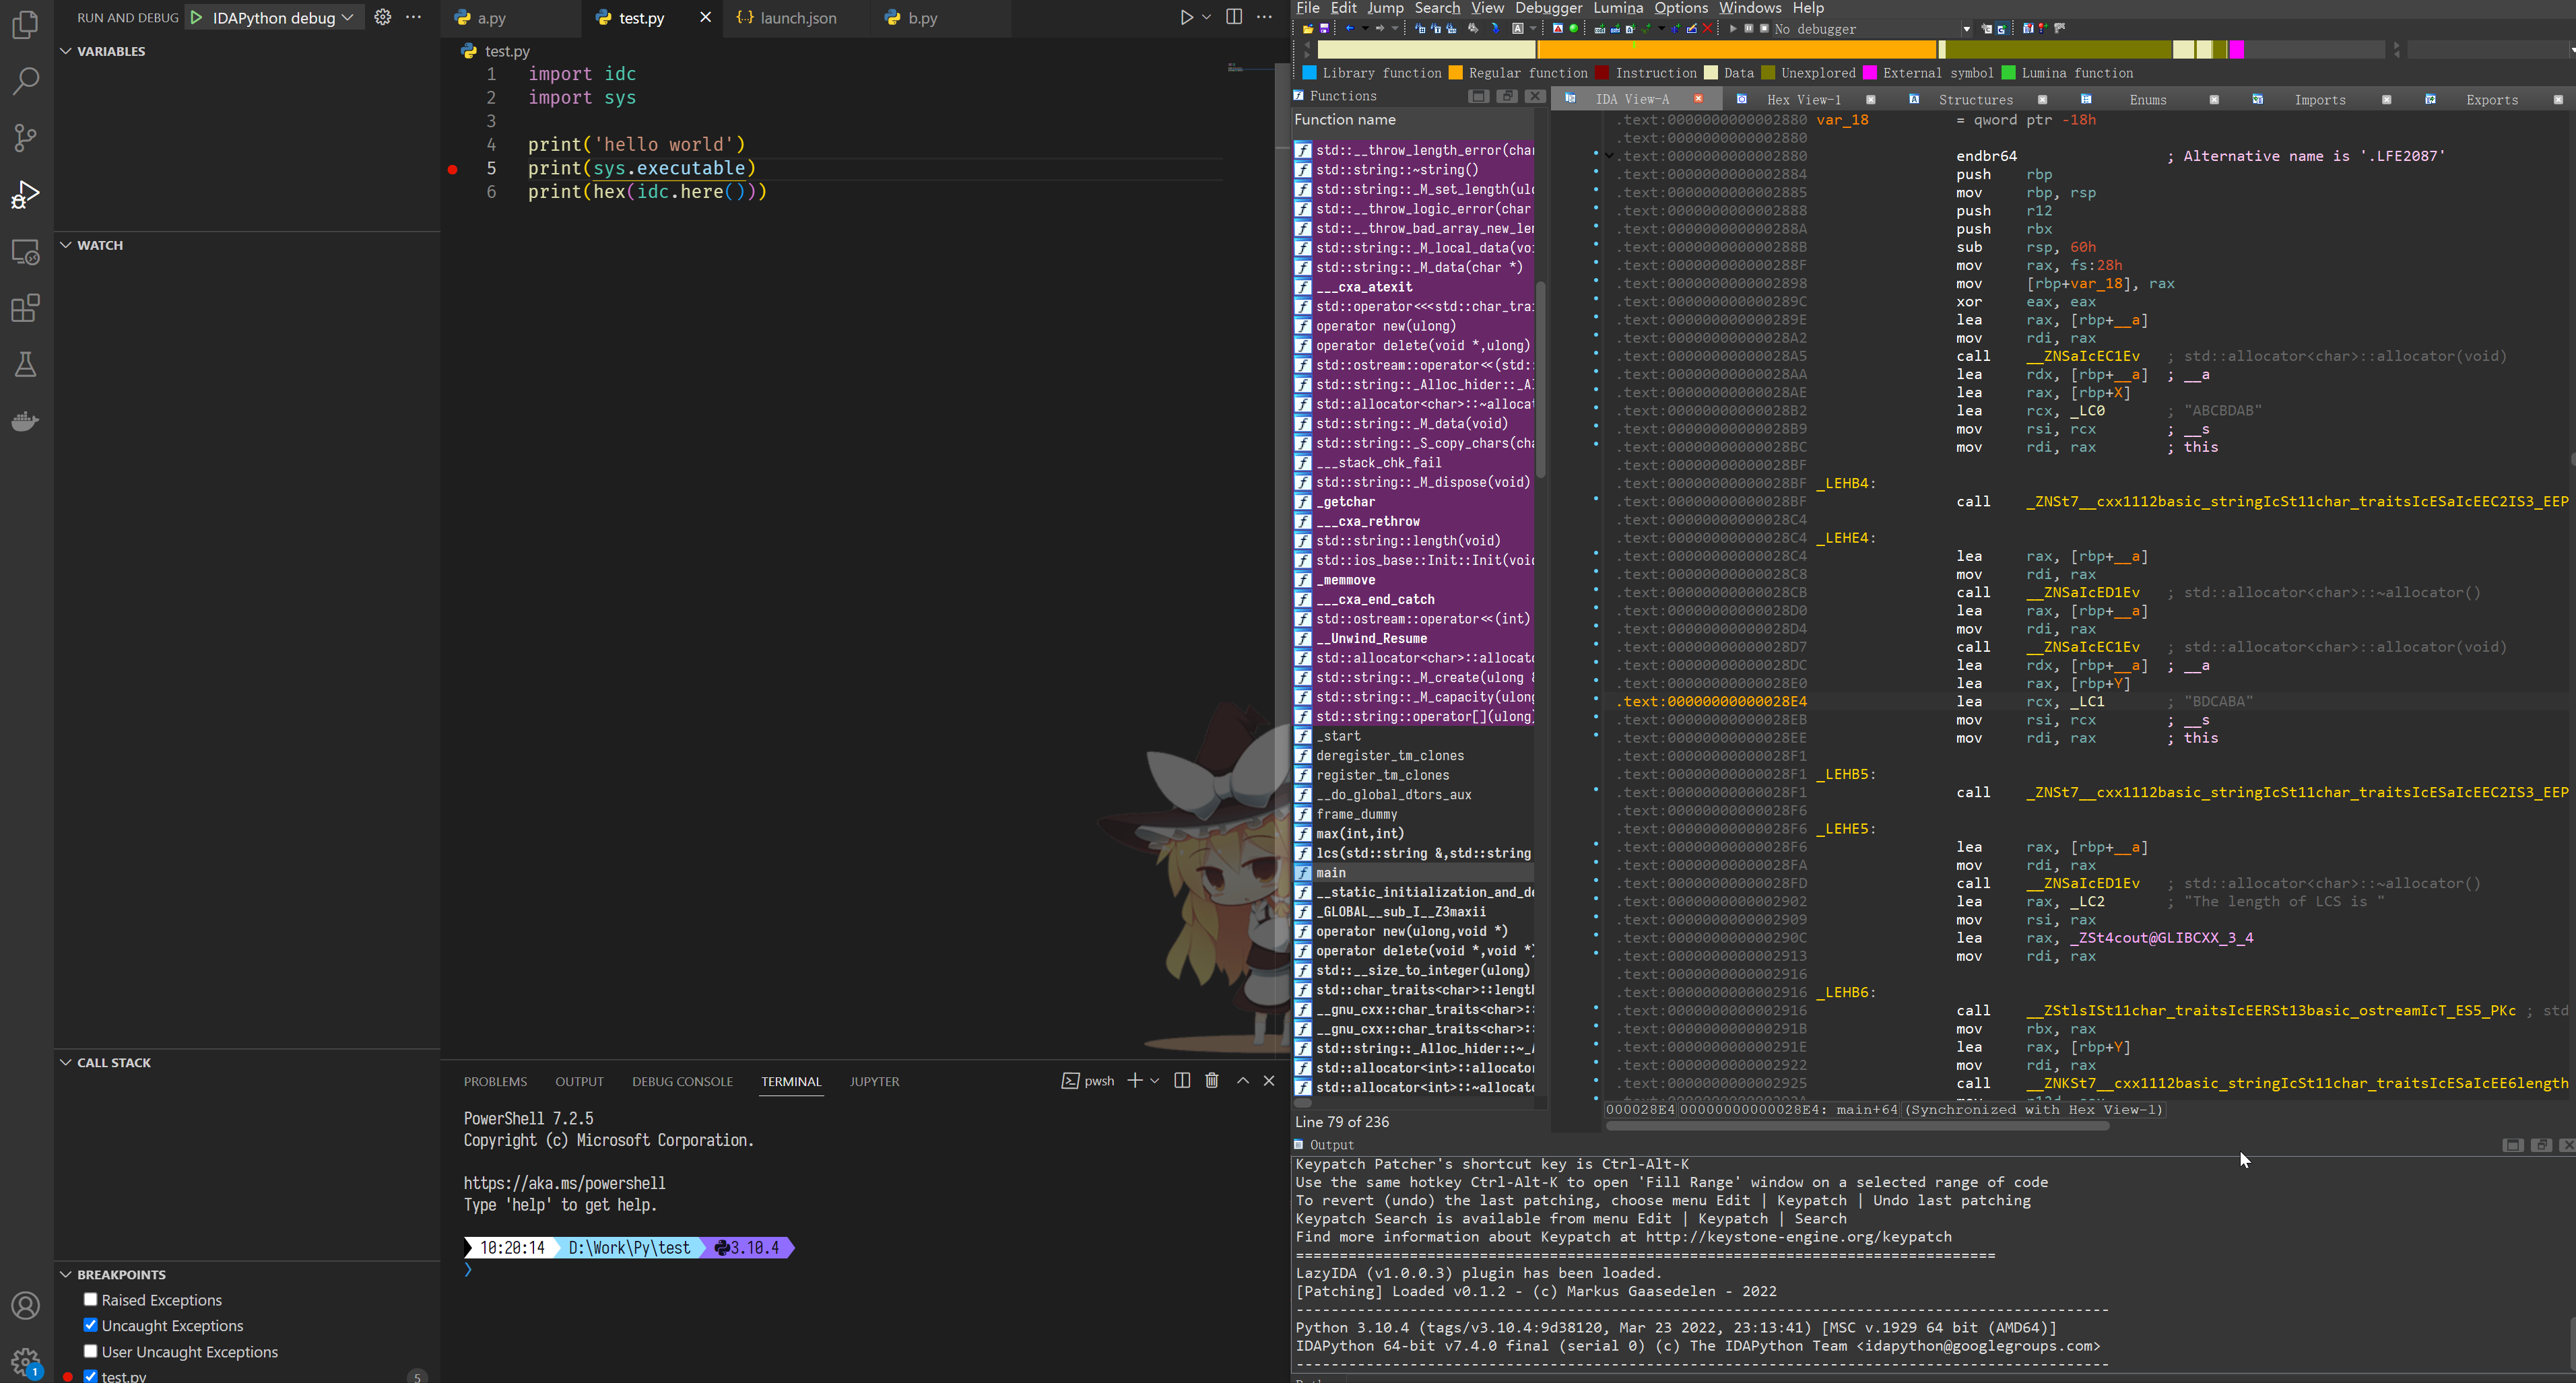 RUN AND DEBUG IDAPython debug
VARIABLES
WATCH
CALL STACK
BREAKPOINTS
Raised Exceptions
Uncaught Exceptions
User Uncaught Exceptions
test.py 5
1
a.py test.py launch.json b.py
test.py
1 import idc
2 import sys
3
4 print('hello world')
5 print(sys.executable)
6 print(hex(idc.here()))
PROBLEMS OUTPUT DEBUG CONSOLE TERMINAL JUPYTER
pwsh
PowerShell 7.2.5
Copyright (c) Microsoft Corporation.
https://aka.ms/powershell
Type 'help' to get help.
10:20:14 D:\Work\Py\test 3.10.4
❯
File Edit Jump Search View Debugger Lumina Options Windows Help
No debugger
Library function Regular function Instruction Data Unexplored External symbol Lumina function
Functions
Function name
std::__throw_length_error(char
std::string::~string()
std::string::_M_set_length(ulo
std::__throw_logic_error(char
std::__throw_bad_array_new_len
std::string::_M_local_data(voi
std::string::_M_data(char *)
___cxa_atexit
std::operator<<<std::char_trai
operator new(ulong)
operator delete(void *,ulong)
std::ostream::operator<<(std::
std::string::_Alloc_hider::_Al
std::allocator<char>::~allocat
std::string::_M_data(void)
std::string::_S_copy_chars(cha
___stack_chk_fail
std::string::_M_dispose(void)
_getchar
___cxa_rethrow
std::string::length(void)
std::ios_base::Init::Init(void
_memmove
___cxa_end_catch
std::ostream::operator<<(int)
__Unwind_Resume
std::allocator<char>::allocato
std::string::_M_create(ulong &
std::string::_M_capacity(ulong
std::string::operator[](ulong)
_start
deregister_tm_clones
register_tm_clones
__do_global_dtors_aux
frame_dummy
max(int,int)
lcs(std::string &,std::string
main
__static_initialization_and_de
_GLOBAL__sub_I__Z3maxii
operator new(ulong,void *)
operator delete(void *,void *)
std::__size_to_integer(ulong)
std::char_traits<char>::length
__gnu_cxx::char_traits<char>::
__gnu_cxx::char_traits<char>::
std::string::_Alloc_hider::~_A
std::allocator<int>::allocator
std::allocator<int>::~allocato
Line 79 of 236
IDA View-A Hex View-1 Structures Enums Imports Exports
.text:0000000000002880 var_18 = qword ptr -18h
.text:0000000000002880
.text:0000000000002880 endbr64 ; Alternative name is '.LFE2087'
.text:0000000000002884 push rbp
.text:0000000000002885 mov rbp, rsp
.text:0000000000002888 push r12
.text:000000000000288A push rbx
.text:000000000000288B sub rsp, 60h
.text:000000000000288F mov rax, fs:28h
.text:0000000000002898 mov [rbp+var_18], rax
.text:000000000000289C xor eax, eax
.text:000000000000289E lea rax, [rbp+__a]
.text:00000000000028A2 mov rdi, rax
.text:00000000000028A5 call __ZNSaIcEC1Ev ; std::allocator<char>::allocator(void)
.text:00000000000028AA lea rdx, [rbp+__a] ; __a
.text:00000000000028AE lea rax, [rbp+X]
.text:00000000000028B2 lea rcx, _LC0 ; "ABCBDAB"
.text:00000000000028B9 mov rsi, rcx ; __s
.text:00000000000028BC mov rdi, rax ; this
.text:00000000000028BF
.text:00000000000028BF _LEHB4:
.text:00000000000028BF call _ZNSt7__cxx1112basic_stringIcSt11char_traitsIcESaIcEEC2IS3_EEP
.text:00000000000028C4
.text:00000000000028C4 _LEHE4:
.text:00000000000028C4 lea rax, [rbp+__a]
.text:00000000000028C8 mov rdi, rax
.text:00000000000028CB call __ZNSaIcED1Ev ; std::allocator<char>::~allocator()
.text:00000000000028D0 lea rax, [rbp+__a]
.text:00000000000028D4 mov rdi, rax
.text:00000000000028D7 call __ZNSaIcEC1Ev ; std::allocator<char>::allocator(void)
.text:00000000000028DC lea rdx, [rbp+__a] ; __a
.text:00000000000028E0 lea rax, [rbp+Y]
.text:00000000000028E4 lea rcx, _LC1 ; "BDCABA"
.text:00000000000028EB mov rsi, rcx ; __s
.text:00000000000028EE mov rdi, rax ; this
.text:00000000000028F1
.text:00000000000028F1 _LEHB5:
.text:00000000000028F1 call _ZNSt7__cxx1112basic_stringIcSt11char_traitsIcESaIcEEC2IS3_EEP
.text:00000000000028F6
.text:00000000000028F6 _LEHE5:
.text:00000000000028F6 lea rax, [rbp+__a]
.text:00000000000028FA mov rdi, rax
.text:00000000000028FD call __ZNSaIcED1Ev ; std::allocator<char>::~allocator()
.text:0000000000002902 lea rax, _LC2 ; "The length of LCS is "
.text:0000000000002909 mov rsi, rax
.text:000000000000290C lea rax, _ZSt4cout@GLIBCXX_3_4
.text:0000000000002913 mov rdi, rax
.text:0000000000002916
.text:0000000000002916 _LEHB6:
.text:0000000000002916 call __ZStlsISt11char_traitsIcEERSt13basic_ostreamIcT_ES5_PKc ; std
.text:000000000000291B mov rbx, rax
.text:000000000000291E lea rax, [rbp+Y]
.text:0000000000002922 mov rdi, rax
.text:0000000000002925 call __ZNKSt7__cxx1112basic_stringIcSt11char_traitsIcESaIcEE6length
000028E4 00000000000028E4: main+64 (Synchronized with Hex View-1)
Output
Keypatch Patcher's shortcut key is Ctrl-Alt-K
Use the same hotkey Ctrl-Alt-K to open 'Fill Range' window on a selected range of code
To revert (undo) the last patching, choose menu Edit | Keypatch | Undo last patching
Keypatch Search is available from menu Edit | Keypatch | Search
Find more information about Keypatch at http://keystone-engine.org/keypatch
LazyIDA (v1.0.0.3) plugin has been loaded.
[Patching] Loaded v0.1.2 - (c) Markus Gaasedelen - 2022
Python 3.10.4 (tags/v3.10.4:9d38120, Mar 23 2022, 23:13:41) [MSC v.1929 64 bit (AMD64)]
IDAPython 64-bit v7.4.0 final (serial 0) (c) The IDAPython Team <idapython@googlegroups.com>